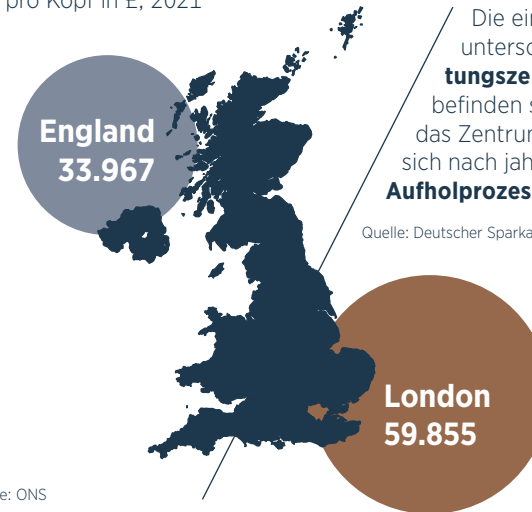 pro Kopf in £, 2021
England
33.967
Die ei
untersc
tungsze
befinden s
das Zentrum
sich nach jah
Aufholprozes
Quelle: Deutscher Sparka
London
59.855
e: ONS